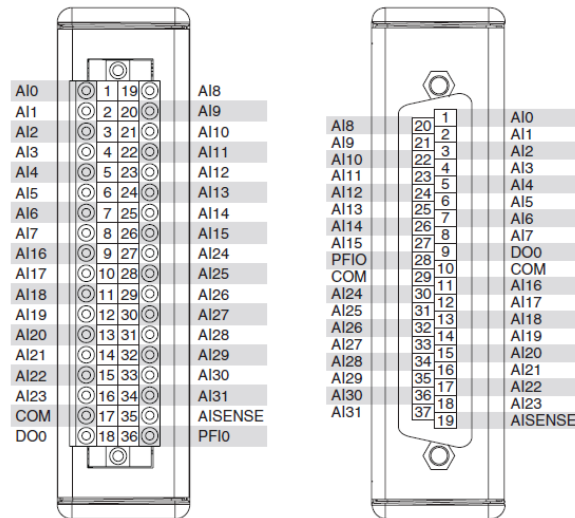 AI0 1 19 AI8
AI1 2 20 AI9
AI2 3 21 AI10
AI3 4 22 AI11
AI4 5 23 AI12
AI5 6 24 AI13
AI6 7 25 AI14
AI7 8 26 AI15
AI16 9 27 AI24
AI17 10 28 AI25
AI18 11 29 AI26
AI19 12 30 AI27
AI20 13 31 AI28
AI21 14 32 AI29
AI22 15 33 AI30
AI23 16 34 AI31
COM 17 35 AISENSE
DO0 18 36 PFI0
1 AI0
AI8 20
2 AI1
AI9 21
3 AI2
AI10 22
4 AI3
AI11 23
5 AI4
AI12 24
6 AI5
AI13 25
7 AI6
AI14 26
8 AI7
AI15 27
9 DO0
PFIO 28
10 COM
COM 29
11 AI16
AI24 30
12 AI17
AI25 31
13 AI18
AI26 32
14 AI19
AI27 33
15 AI20
AI28 34
16 AI21
AI29 35
17 AI22
AI30 36
18 AI23
AI31 37
19 AISENSE